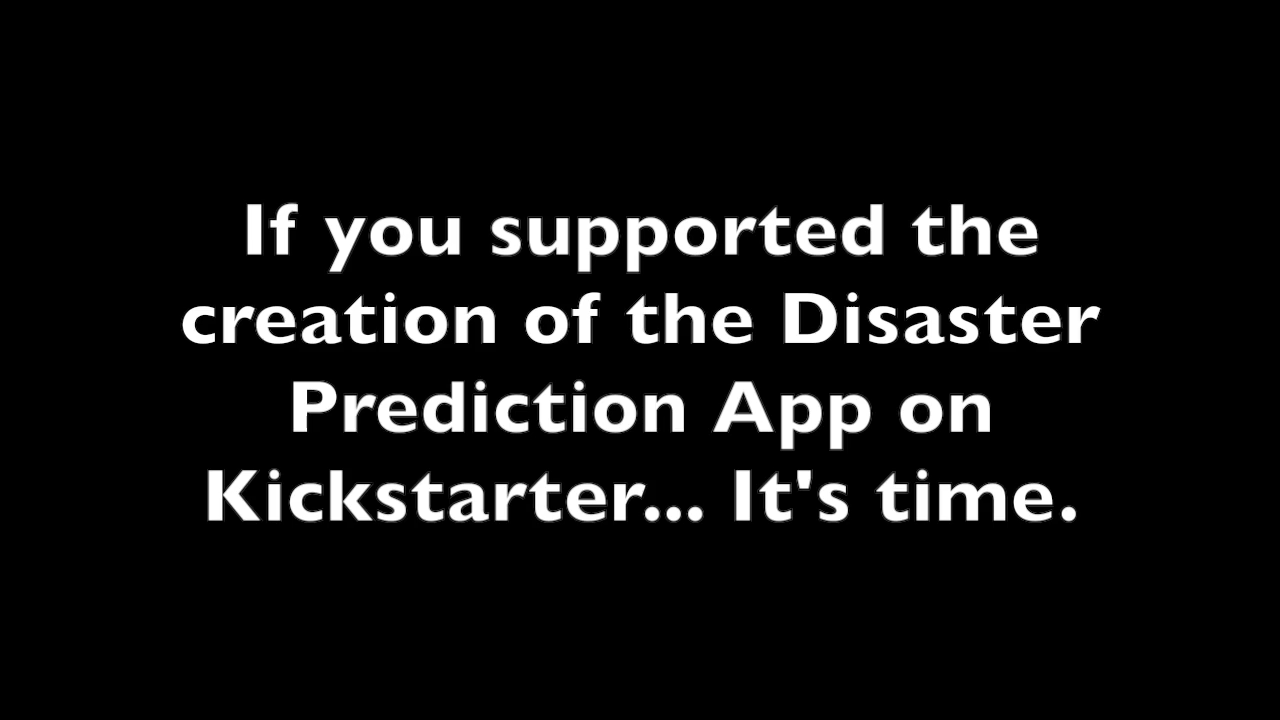 If you supported the
creation of the Disaster
Prediction App on
Kickstarter... It's time.